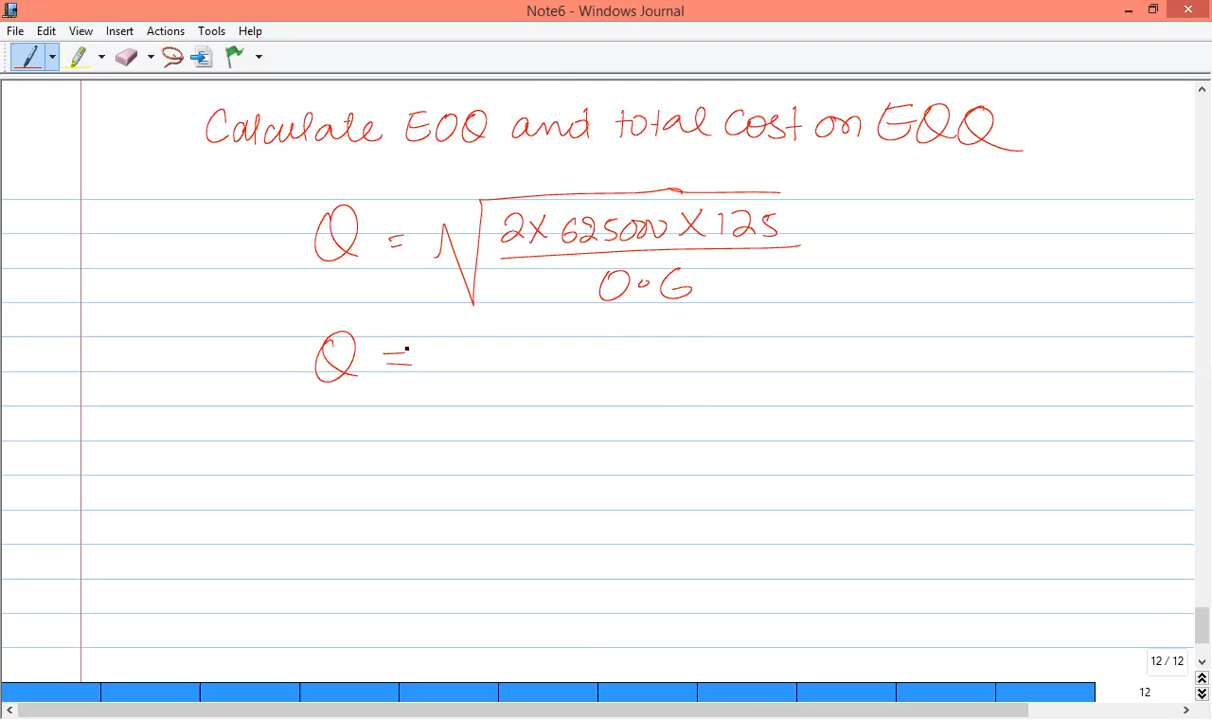 Note6 - Windows Journal
File Edit View Insert Actions Tools Help
Calculate EOQ and total cost on EOQ
Q = √ 2 X 625000 X 125
0.6
Q =
12 / 12
12